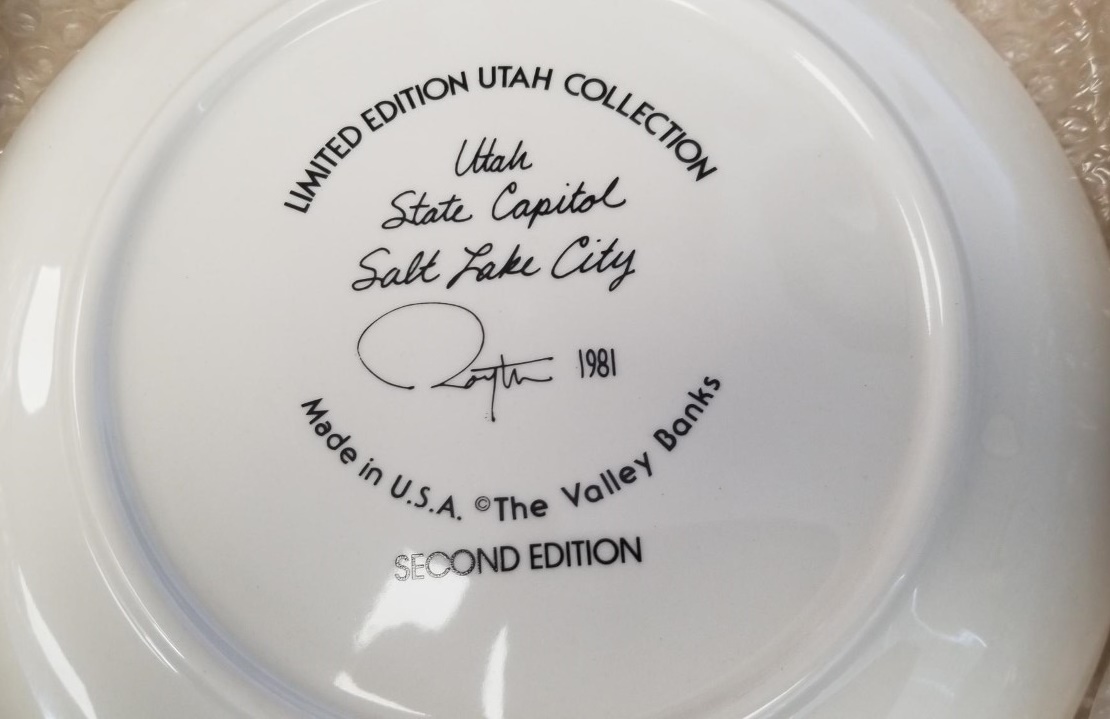 LIMITED EDITION UTAH COLLECTION
Utah
State Capitol
Salt Lake City
1981
Made in U.S.A. ©The Valley Banks
SECOND EDITION